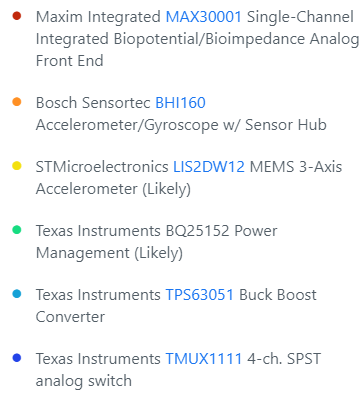 Maxim Integrated MAX30001 Single-Channel
Integrated Biopotential/Bioimpedance Analog
Front End
Bosch Sensortec BHI160
Accelerometer/Gyroscope w/ Sensor Hub
STMicroelectronics LIS2DW12 MEMS 3-Axis
Accelerometer (Likely)
Texas Instruments BQ25152 Power
Management (Likely)
Texas Instruments TPS63051 Buck Boost
Converter
Texas Instruments TMUX1111 4-ch. SPST
analog switch